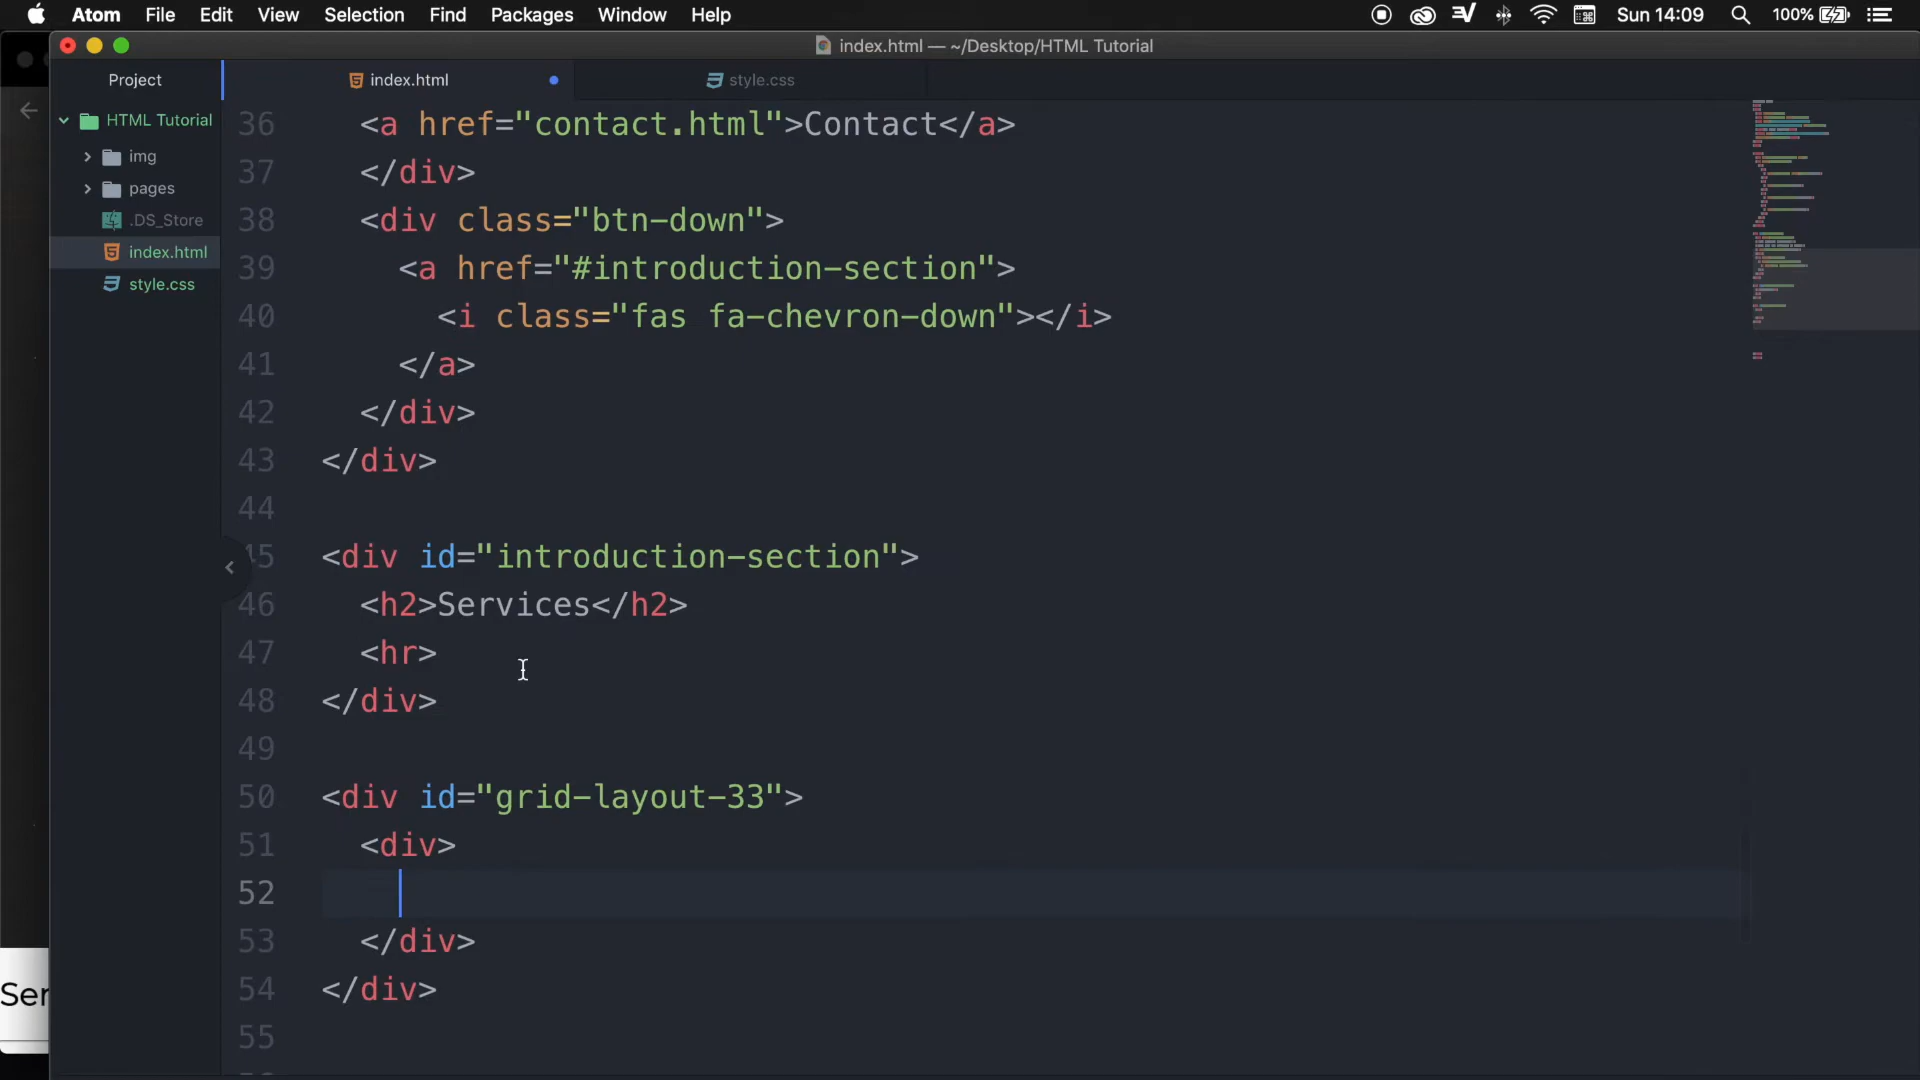 Atom File Edit View Selection Find Packages Window Help Sun 14:09 100%
index.html — ~/Desktop/HTML Tutorial
Project index.html style.css
HTML Tutorial
img
pages
.DS_Store
index.html
style.css
36 <a href="contact.html">Contact</a>
37 </div>
38 <div class="btn-down">
39 <a href="#introduction-section">
40 <i class="fas fa-chevron-down"></i>
41 </a>
42 </div>
43 </div>
44
45 <div id="introduction-section">
46 <h2>Services</h2>
47 <hr>
48 </div>
49
50 <div id="grid-layout-33">
51 <div>
52
53 </div>
54 </div>
55
Ser